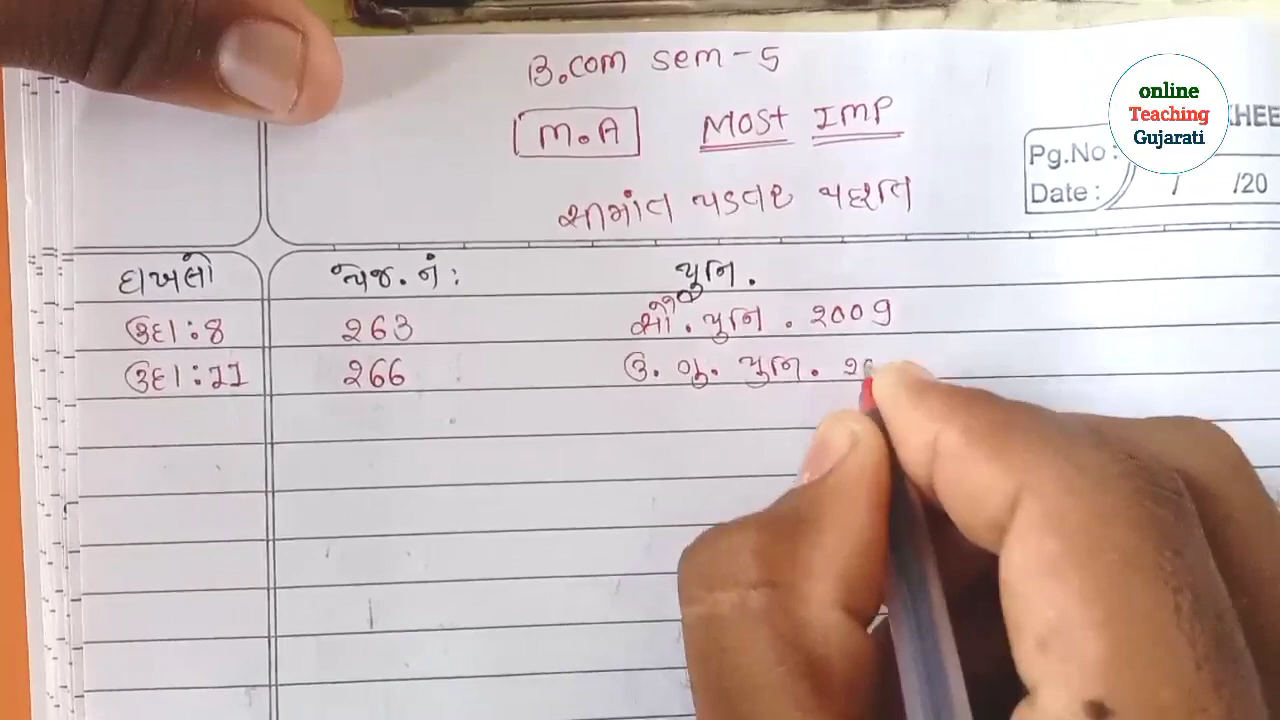 B.com sem - 5
M.A Most IMP
સીમાંત પડતર પદ્ધતિ
online
Teaching
Gujarati
KHEE
Pg.No :
Date : / /20
દાખલો પેજ.નં: યુનિ.
ઉદા:8 263 સૌ. યુનિ. 2009
ઉદા:11 266 ઉ. ગુ. યુનિ.